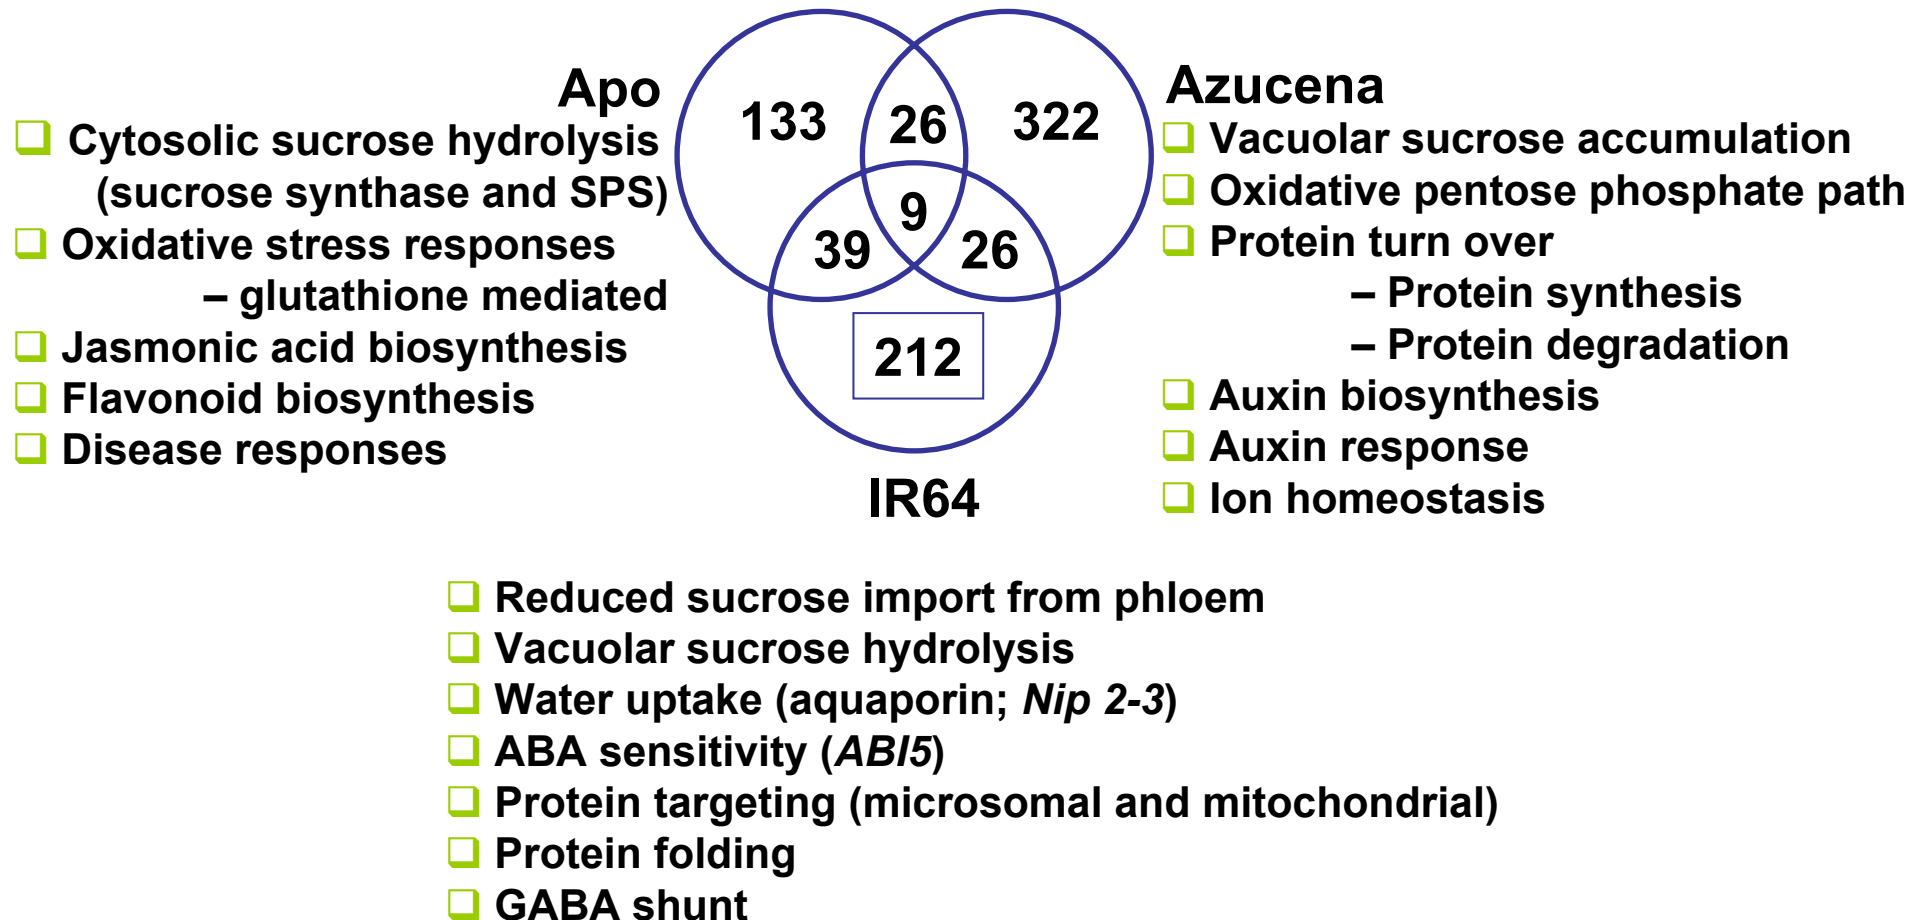 Apo
Cytosolic sucrose hydrolysis
(sucrose synthase and SPS)
Oxidative stress responses
– glutathione mediated
Jasmonic acid biosynthesis
Flavonoid biosynthesis
Disease responses
133
26
322
9
39
26
212
IR64
Azucena
Vacuolar sucrose accumulation
Oxidative pentose phosphate path
Protein turn over
– Protein synthesis
– Protein degradation
Auxin biosynthesis
Auxin response
Ion homeostasis
Reduced sucrose import from phloem
Vacuolar sucrose hydrolysis
Water uptake (aquaporin; Nip 2-3)
ABA sensitivity (ABI5)
Protein targeting (microsomal and mitochondrial)
Protein folding
GABA shunt